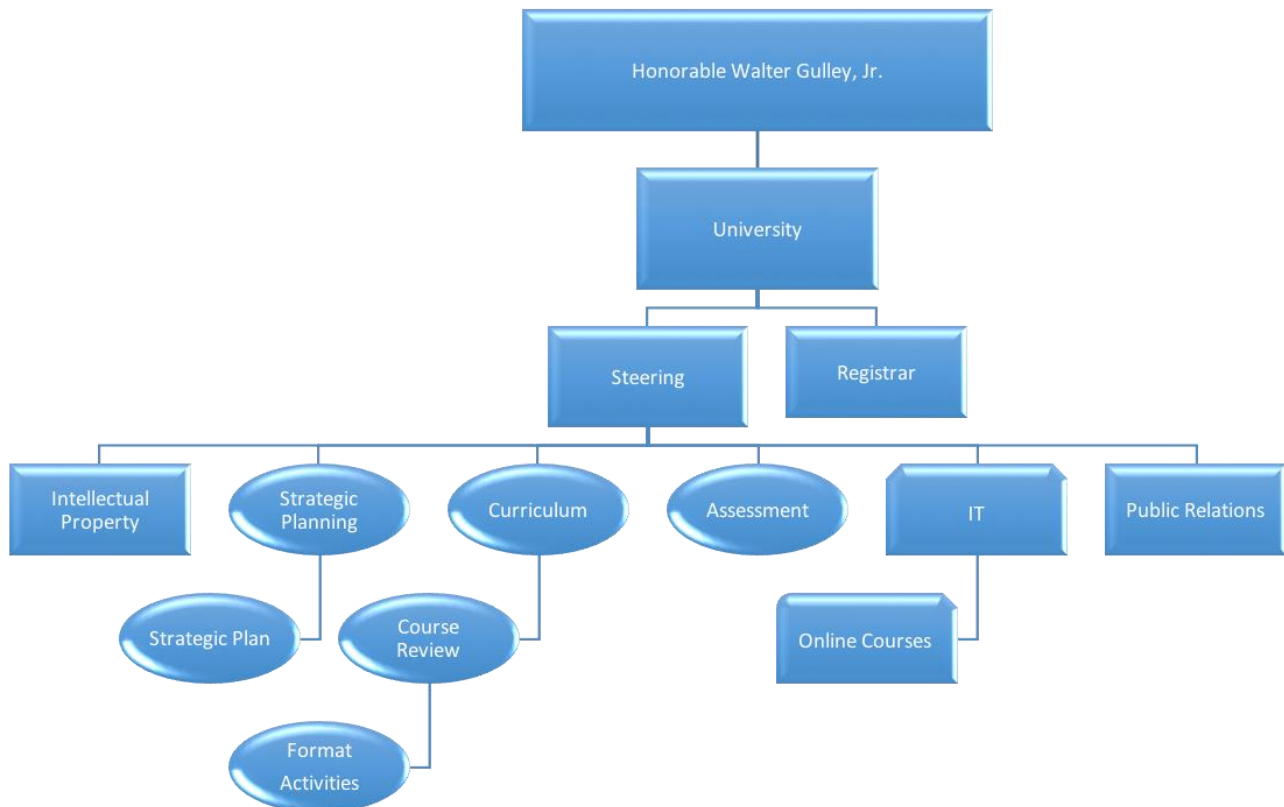 Honorable Walter Gulley, Jr.
University
Steering
Registrar
Intellectual
Property
Strategic
Planning
Curriculum
Assessment
IT
Public Relations
Strategic Plan
Course
Review
Online Courses
Format
Activities